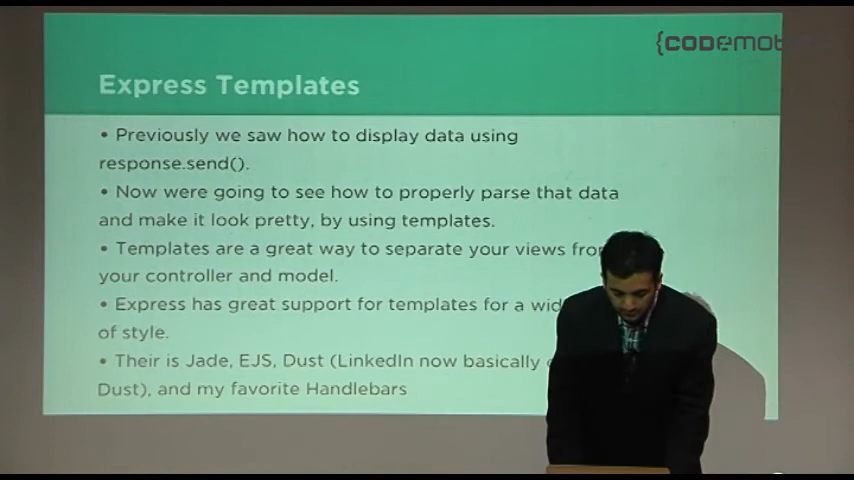 {CODEMOT
Express Templates
• Previously we saw how to display data using
response.send().
• Now were going to see how to properly parse that data
and make it look pretty, by using templates.
• Templates are a great way to separate your views from
your controller and model.
• Express has great support for templates for a
of style.
• Their is Jade, EJS, Dust (LinkedIn now basically
Dust), and my favorite Handlebars